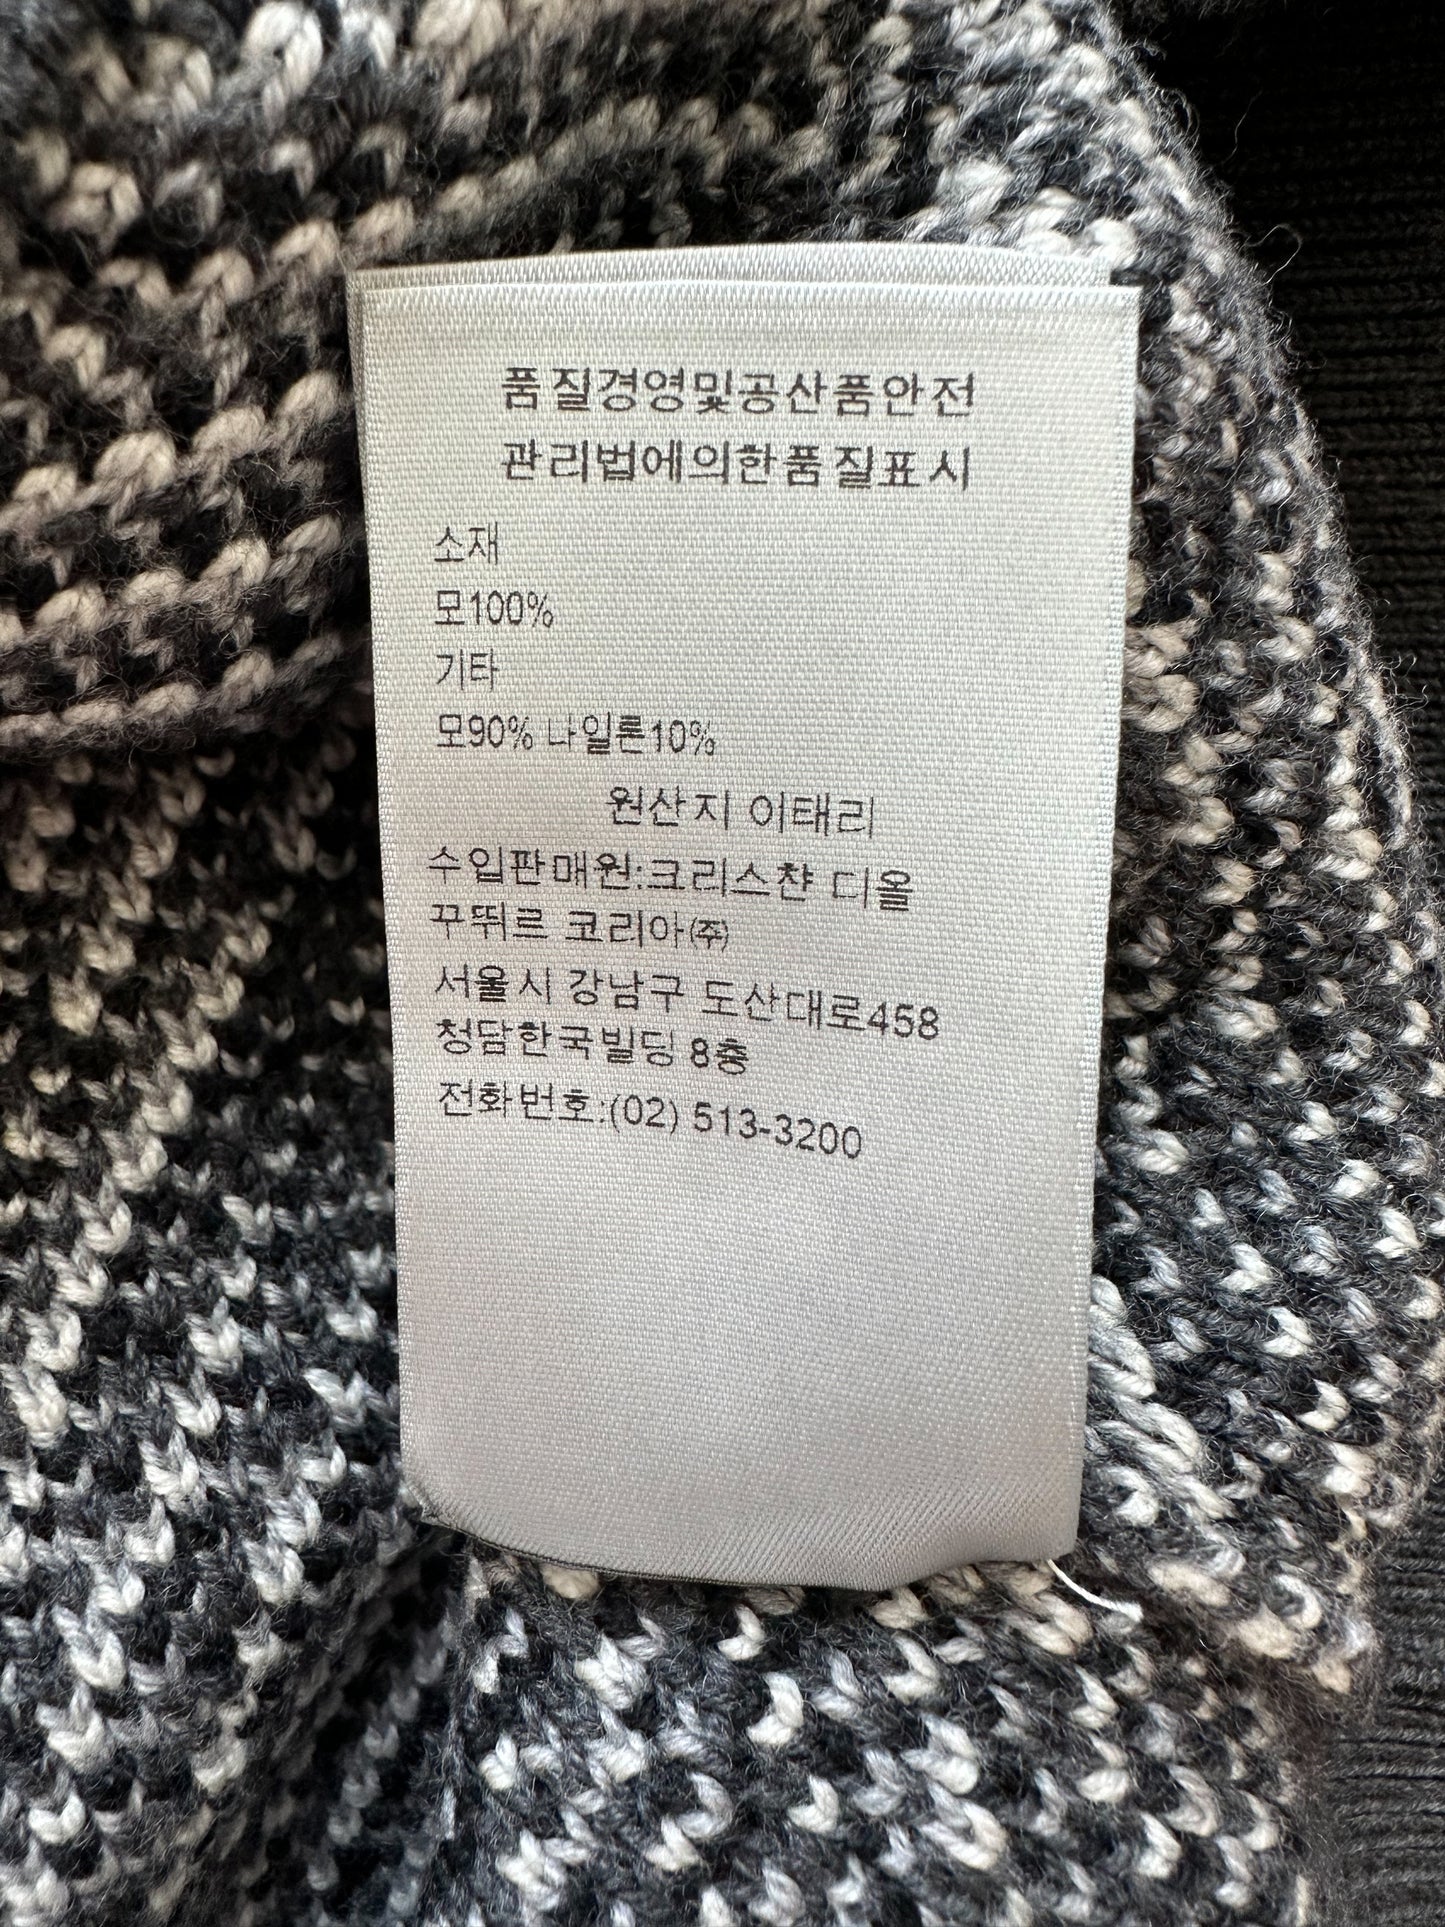 품질경영및공산품안전
관리법에의한품질표시
소재
모100%
기타
모90% 나일론10%
원산지 이태리
수입판매원:크리스챤 디올
꾸뛰르 코리아㈜
서울시 강남구 도산대로458
청담한국빌딩 8층
전화번호:(02) 513-3200